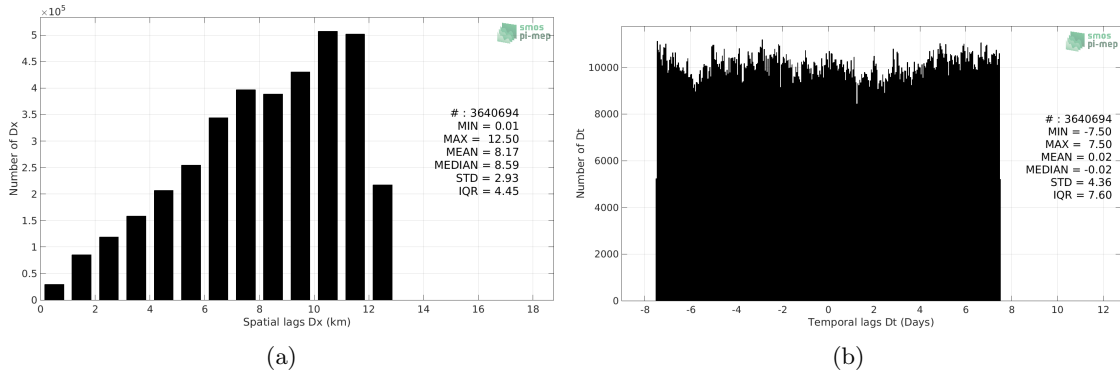 ×10⁵
5
4.5
4
3.5
3
2.5
2
1.5
1
0.5
0
0 2 4 6 8 10 12 14 16 18
Number of Dx
Spatial lags Dx (km)
smos
pi-mep
# : 3640694
MIN = 0.01
MAX = 12.50
MEAN = 8.17
MEDIAN = 8.59
STD = 2.93
IQR = 4.45
(a)
10000
8000
6000
4000
2000
0
-8 -6 -4 -2 0 2 4 6 8 10 12
Number of Dt
Temporal lags Dt (Days)
smos
pi-mep
# : 3640694
MIN = -7.50
MAX = 7.50
MEAN = 0.02
MEDIAN = -0.02
STD = 4.36
IQR = 7.60
(b)